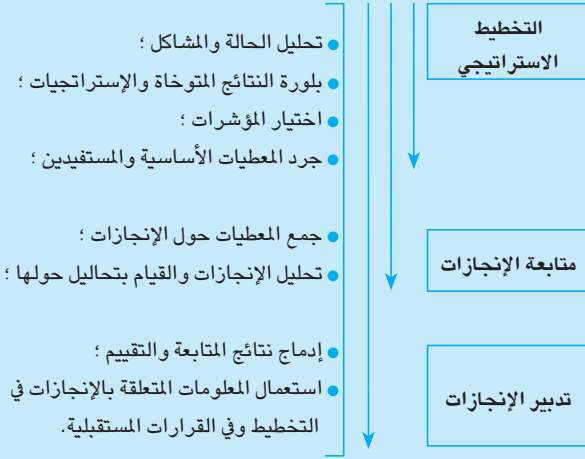 التخطيط
الاستراتيجي
● تحليل الحالة والمشاكل ؛
● بلورة النتائج المتوخاة والإستراتجيات ؛
● اختيار المؤشرات ؛
● جرد المعطيات الأساسية والمستفيدين ؛
متابعة الإنجازات
● جمع المعطيات حول الإنجازات ؛
● تحليل الإنجازات والقيام بتحاليل حولها ؛
تدبير الإنجازات
● إدماج نتائج المتابعة والتقييم ؛
● استعمال المعلومات المتعلقة بالإنجازات في
التخطيط وفي القرارات المستقبلية.